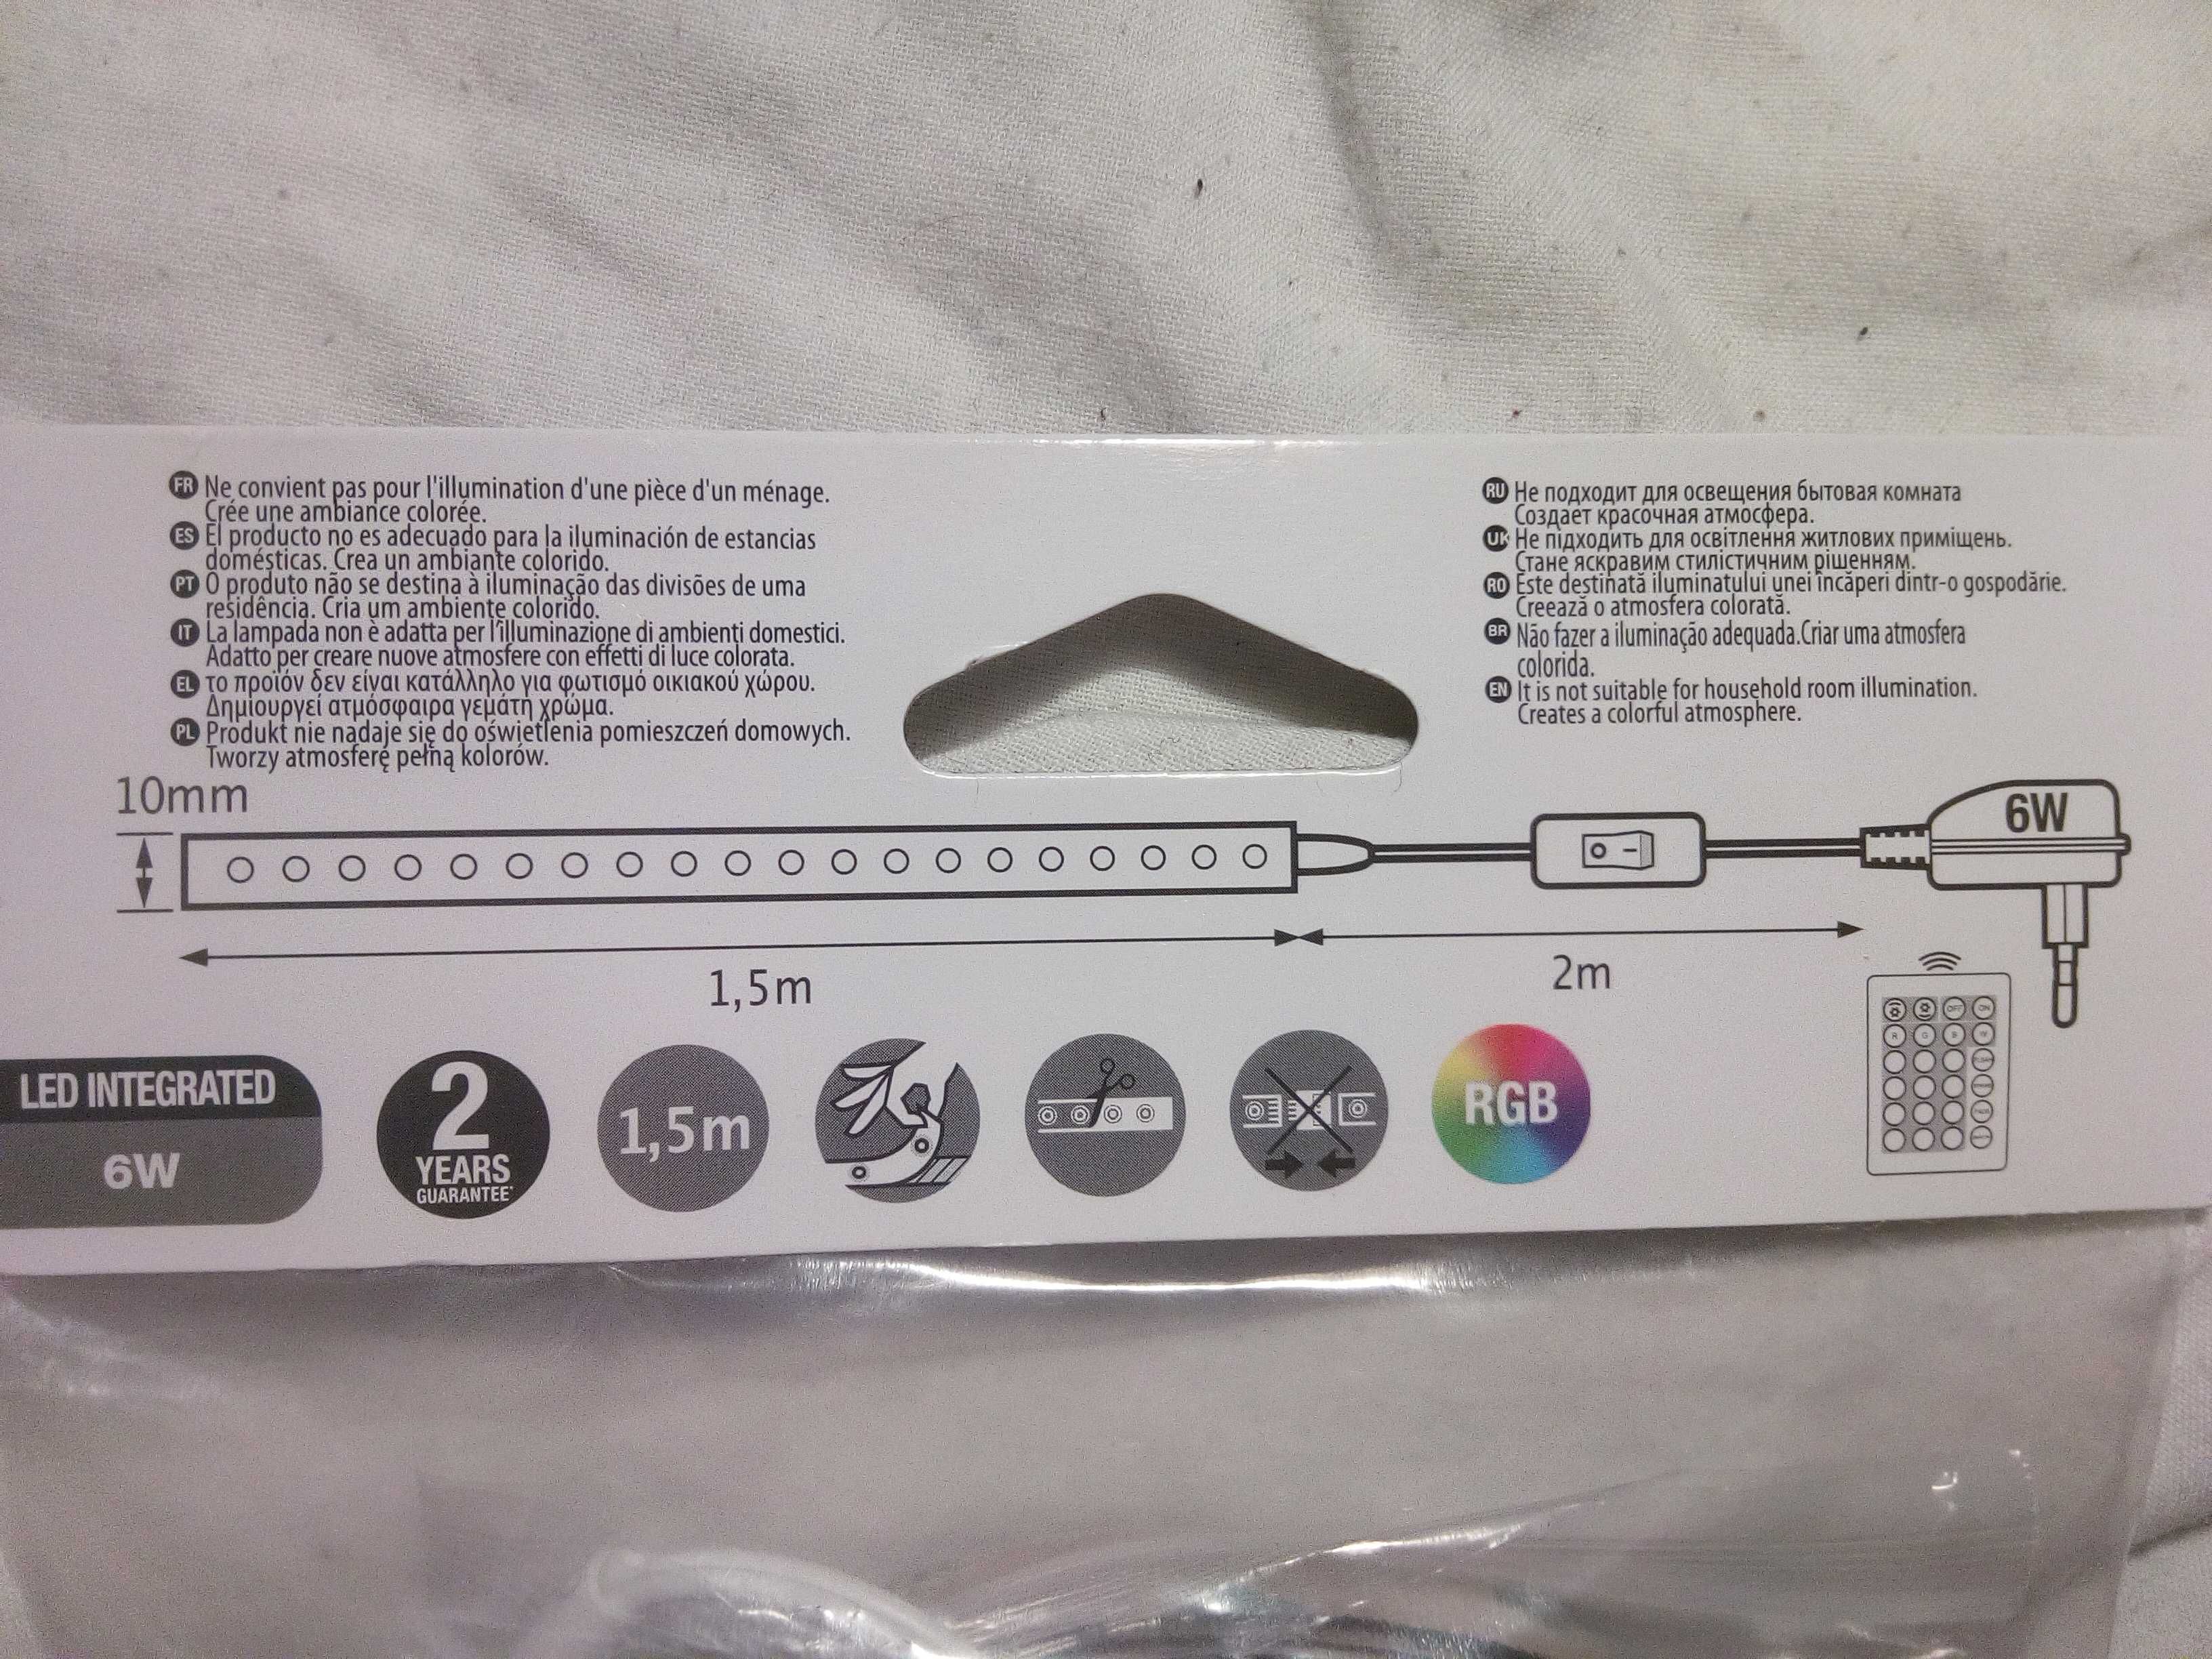 FR Ne convient pas pour l'illumination d'une pièce d'un ménage.
Crée une ambiance colorée.
ES El producto no es adecuado para la iluminación de estancias
domésticas. Crea un ambiante colorido.
PT O produto não se destina à iluminação das divisões de uma
residência. Cria um ambiente colorido.
IT La lampada non è adatta per l'illuminazione di ambienti domestici.
Adatto per creare nuove atmosfere con effetti di luce colorata.
EL το προϊόν δεν είναι κατάλληλο για φωτισμό οικιακού χώρου.
Δημιουργεί ατμόσφαιρα γεμάτη χρώμα.
PL Produkt nie nadaje się do oświetlenia pomieszczeń domowych.
Tworzy atmosferę pełną kolorów.
RU Не подходит для освещения бытовая комната
Создает красочная атмосфера.
UK Не підходить для освітлення житлових приміщень.
Стане яскравим стилістичним рішенням.
RO Este destinată iluminatului unei încăperi dintr-o gospodărie.
Creează o atmosfera colorată.
BR Não fazer a iluminação adequada.Criar uma atmosfera
colorida.
EN It is not suitable for household room illumination.
Creates a colorful atmosphere.
10mm
6W
1,5m
2m
LED INTEGRATED
6W
2
YEARS
GUARANTEE*
1,5m
RGB
OFF ON
R G B W